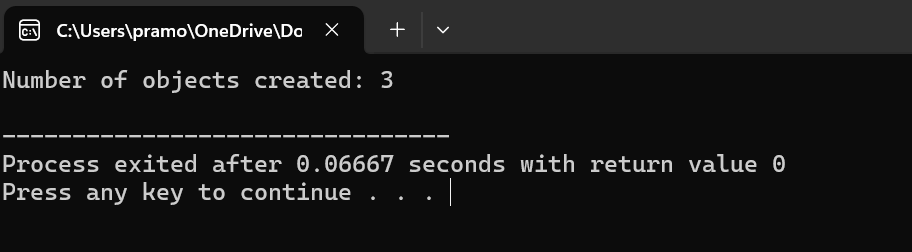 C:\Users\pramo\OneDrive\Do
Number of objects created: 3
--------------------------------
Process exited after 0.06667 seconds with return value 0
Press any key to continue . . .